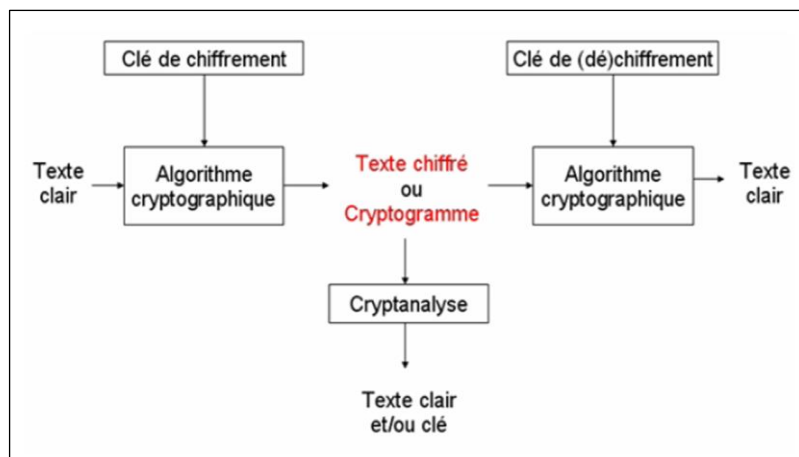 Clé de chiffrement
Clé de (dé)chiffrement
Texte
clair
Algorithme
cryptographique
Texte chiffré
ou
Cryptogramme
Algorithme
cryptographique
Texte
clair
Cryptanalyse
Texte clair
et/ou clé